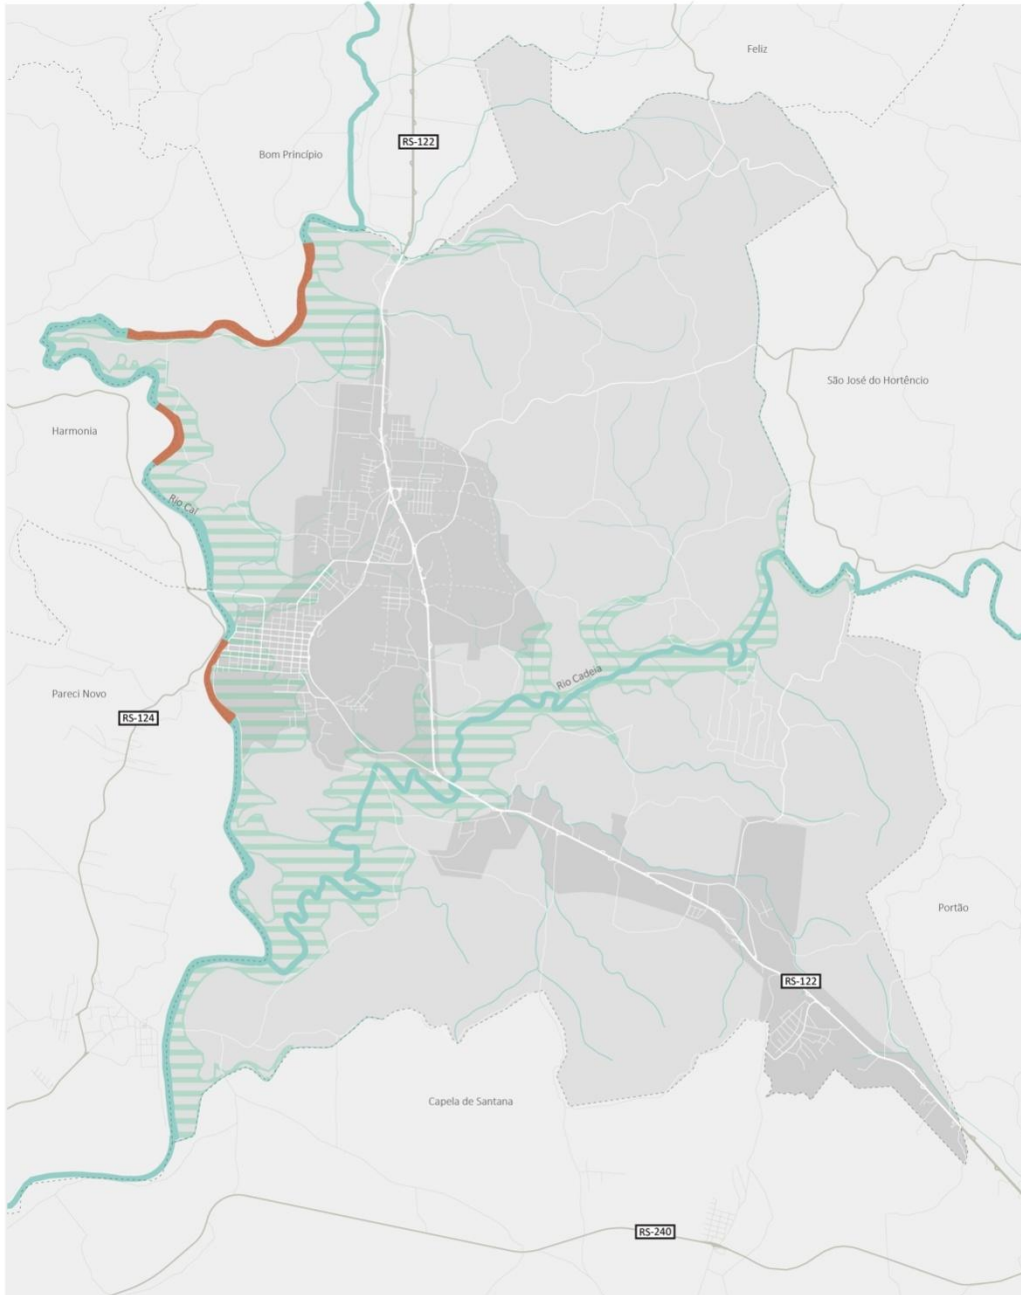 Feliz
RS-122
Bom Princípio
São José do Hortêncio
Harmonia
Rio Caí
Rio Cadeia
Pareci Novo
RS-124
Portão
RS-122
Capela de Santana
RS-240